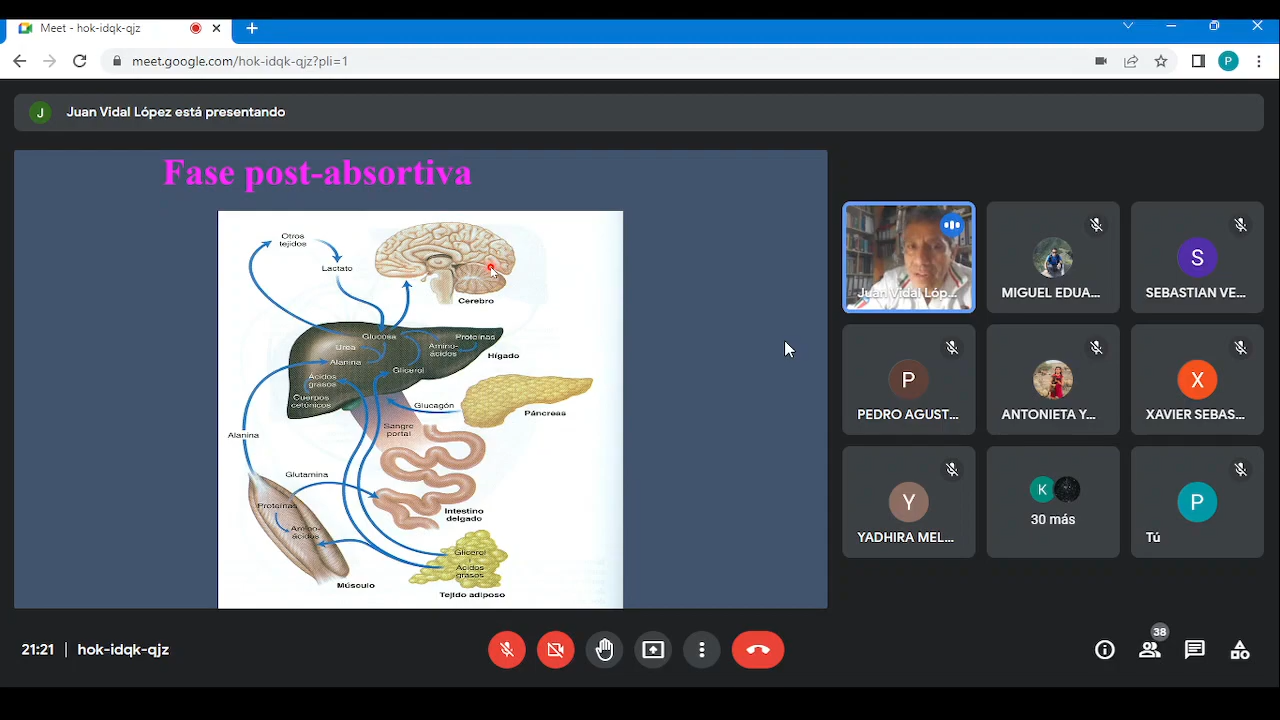 Meet - hok-idqk-qjz
meet.google.com/hok-idqk-qjz?pli=1
P
J
Juan Vidal López está presentando
Fase post-absortiva
Otros
tejidos
Lactato
Cerebro
Glucosa
Proteínas
Urea
Amino-
ácidos
Hígado
Alanina
Glicerol
Ácidos
grasos
Cuerpos
cetónicos
Glucagón
Páncreas
Sangre
portal
Alanina
Glutamina
Intestino
delgado
Proteínas
Amino-
ácidos
Músculo
Glicerol
Ácidos
grasos
Tejido adiposo
Juan Vidal Lóp...
MIGUEL EDUA...
S
SEBASTIAN VE...
P
PEDRO AGUST...
ANTONIETA Y...
X
XAVIER SEBAS...
Y
YADHIRA MEL...
K
30 más
P
Tú
21:21 | hok-idqk-qjz
38